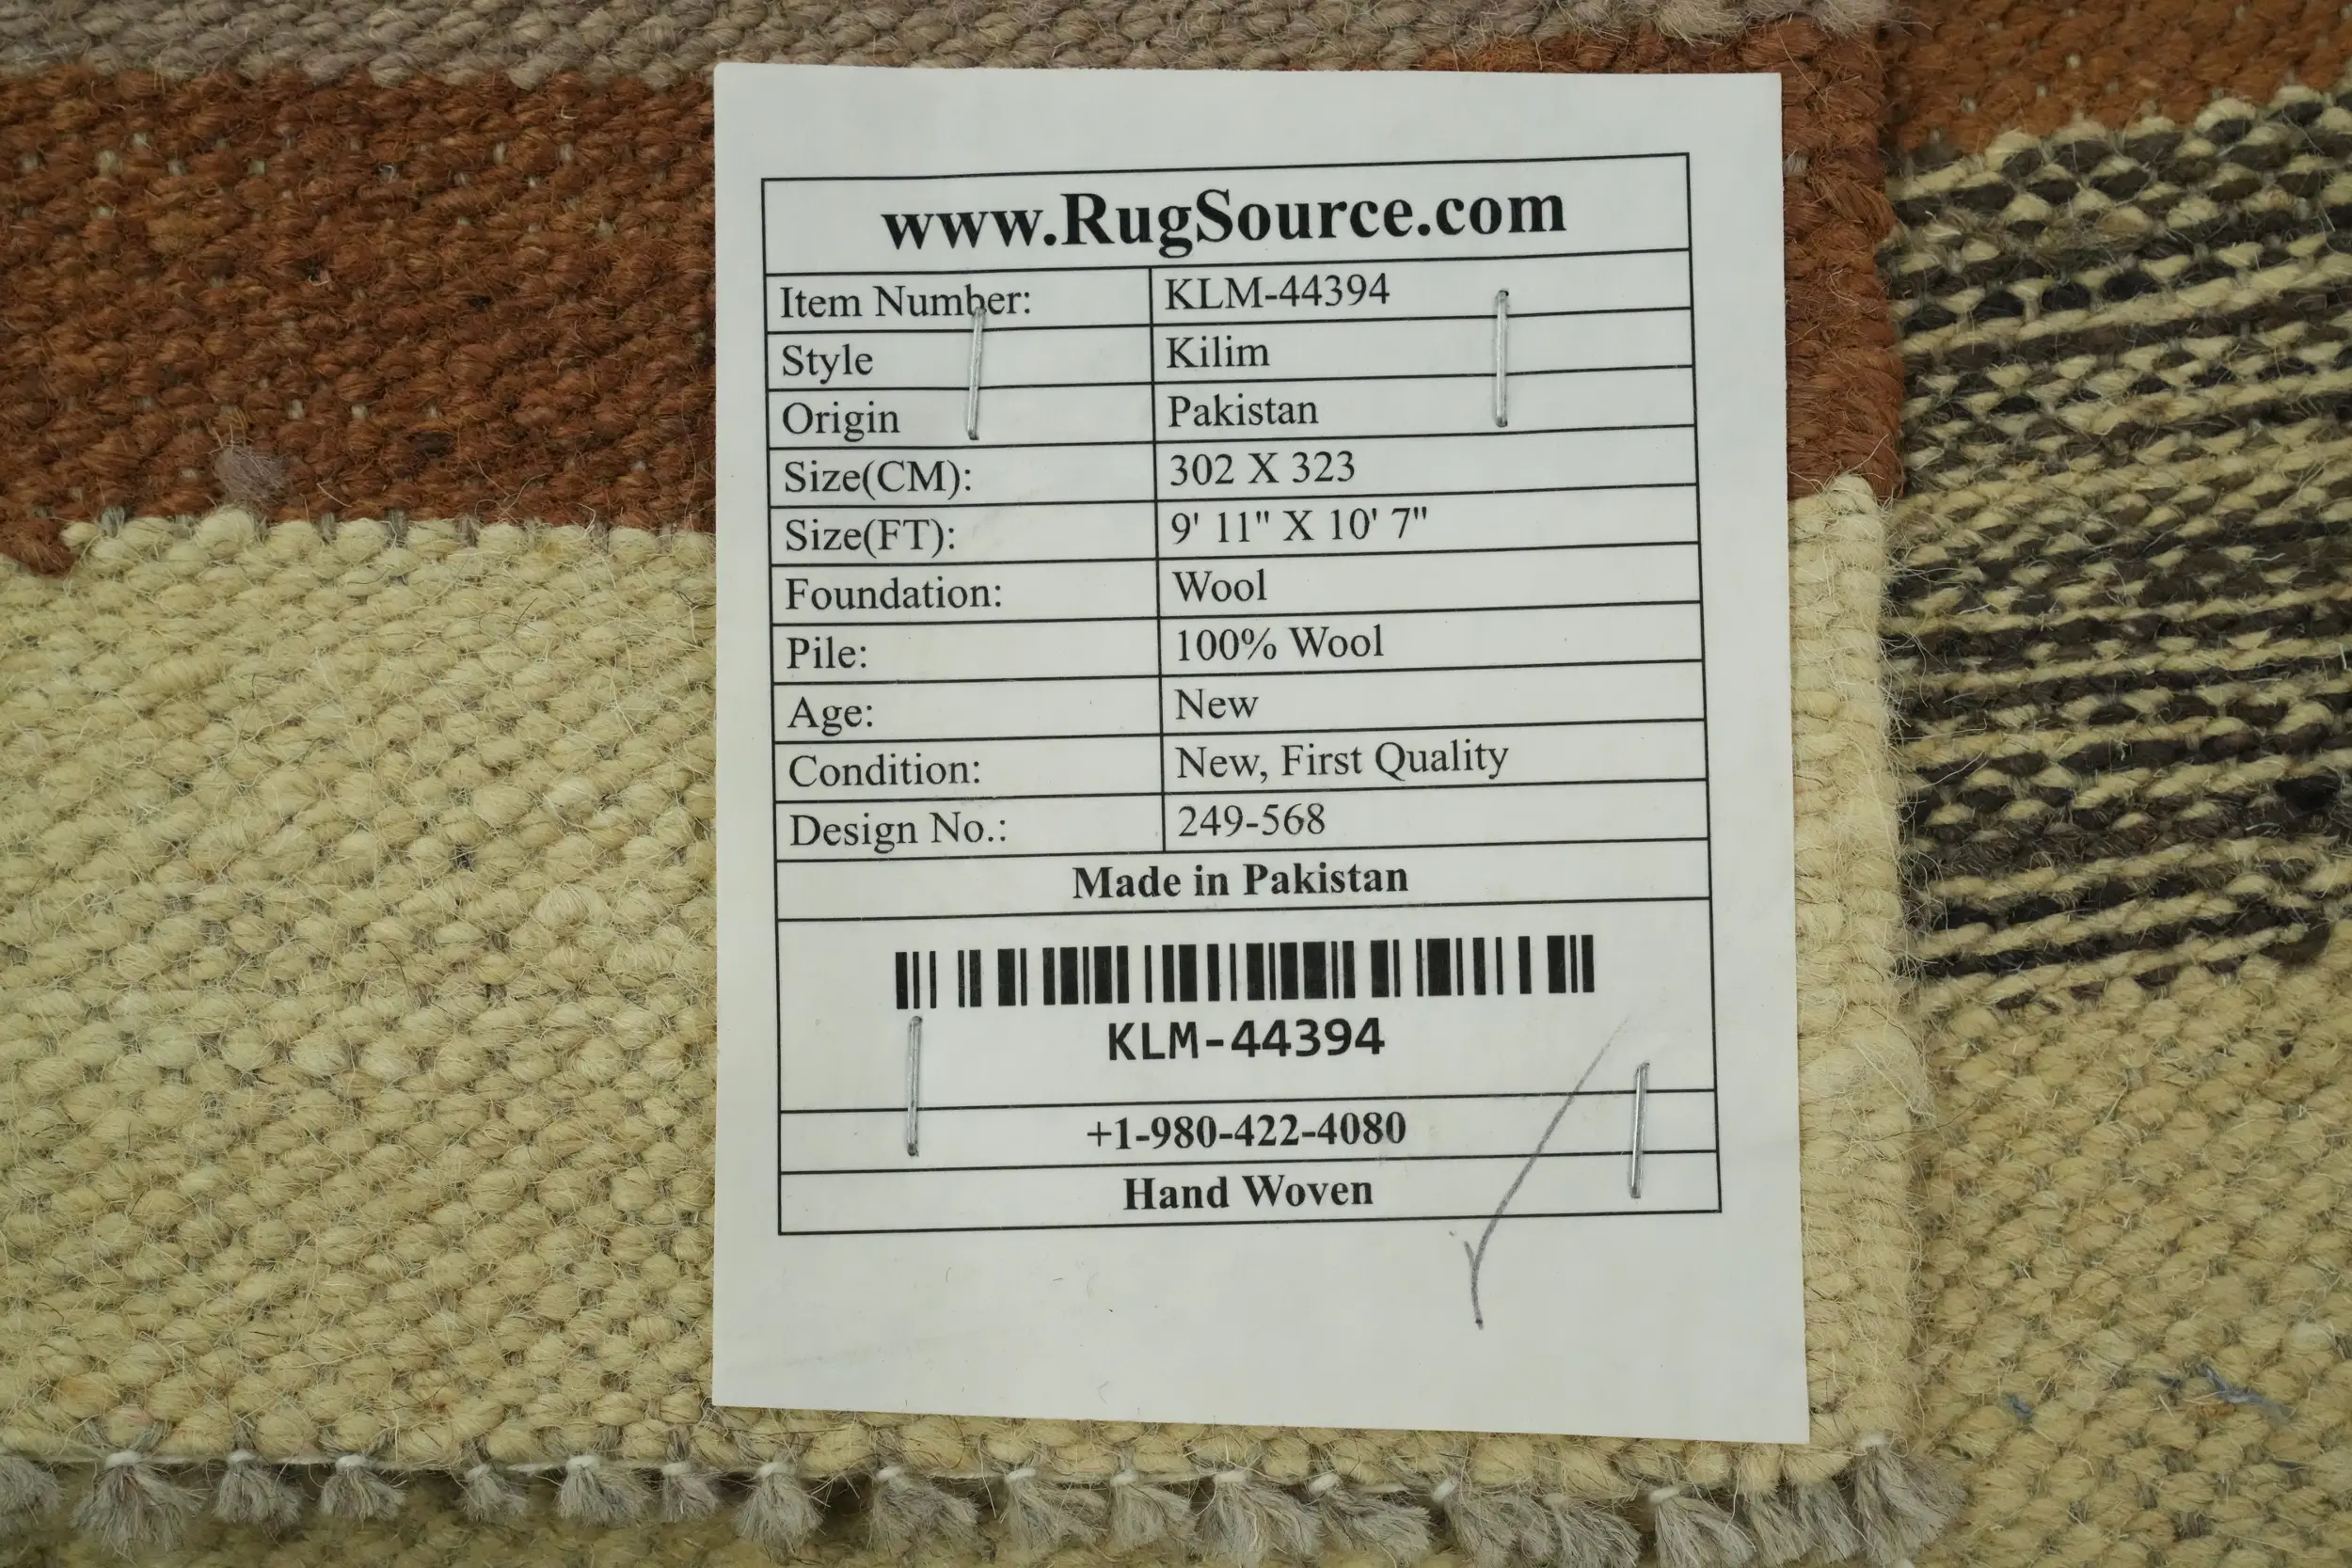 www.RugSource.com
Item Number: KLM-44394
Style Kilim
Origin Pakistan
Size(CM): 302 X 323
Size(FT): 9' 11" X 10' 7"
Foundation: Wool
Pile: 100% Wool
Age: New
Condition: New, First Quality
Design No.: 249-568
Made in Pakistan
KLM-44394
+1-980-422-4080
Hand Woven